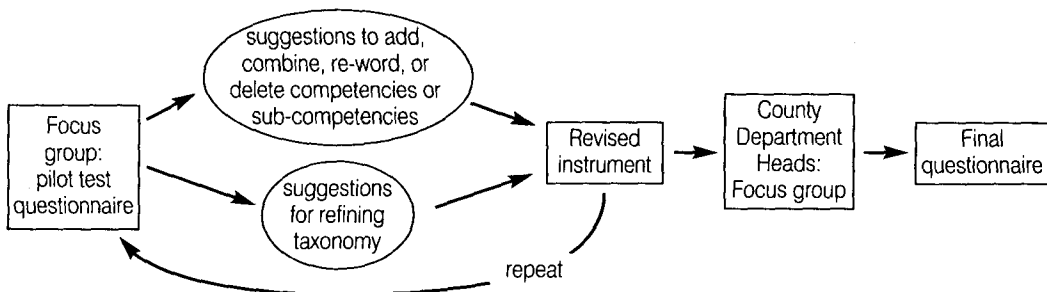 Focus
group:
pilot test
questionnaire
suggestions to add,
combine, re-word, or
delete competencies or
sub-competencies
suggestions
for refining
taxonomy
Revised
instrument
County
Department
Heads:
Focus group
Final
questionnaire
repeat